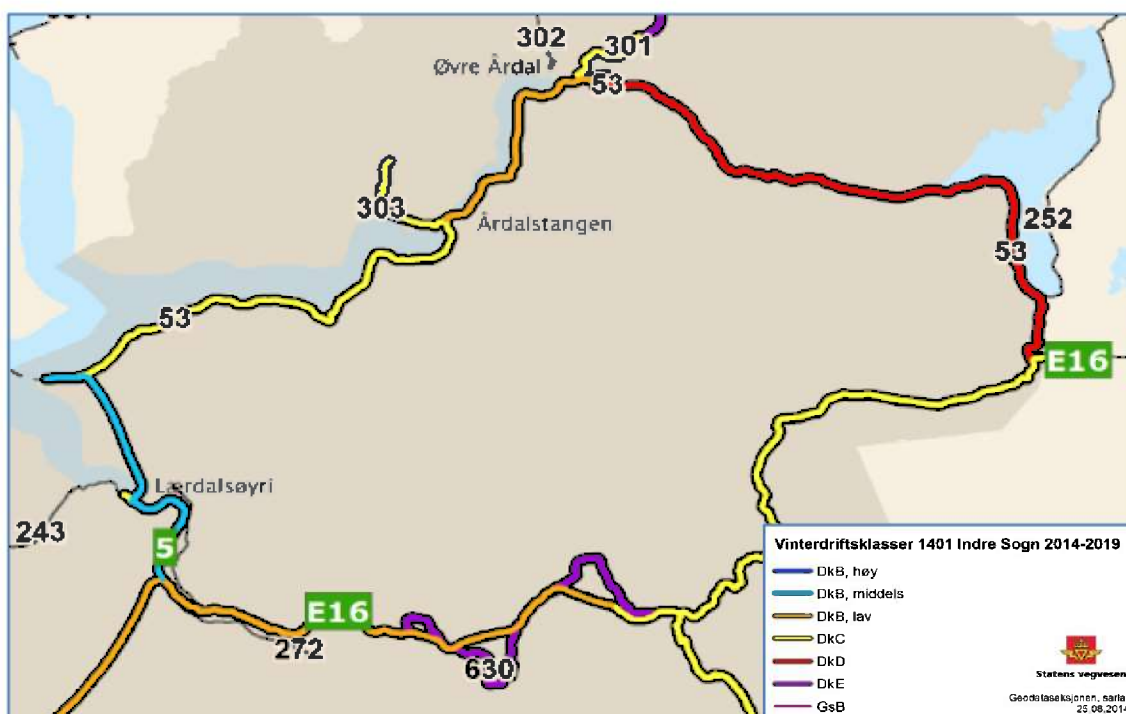 302
301
Øvre Årdal
53
303
Årdalstangen
252
53
53
E16
Lærdalsøyri
243
5
E16
272
630
Vinterdriftsklasser 1401 Indre Sogn 2014-2019
DkB, høy
DkB, middels
DkB, lav
DkC
DkD
DkE
GsB
Statens vegvesen
Geodataseksjonen, sarla
25.08.2014